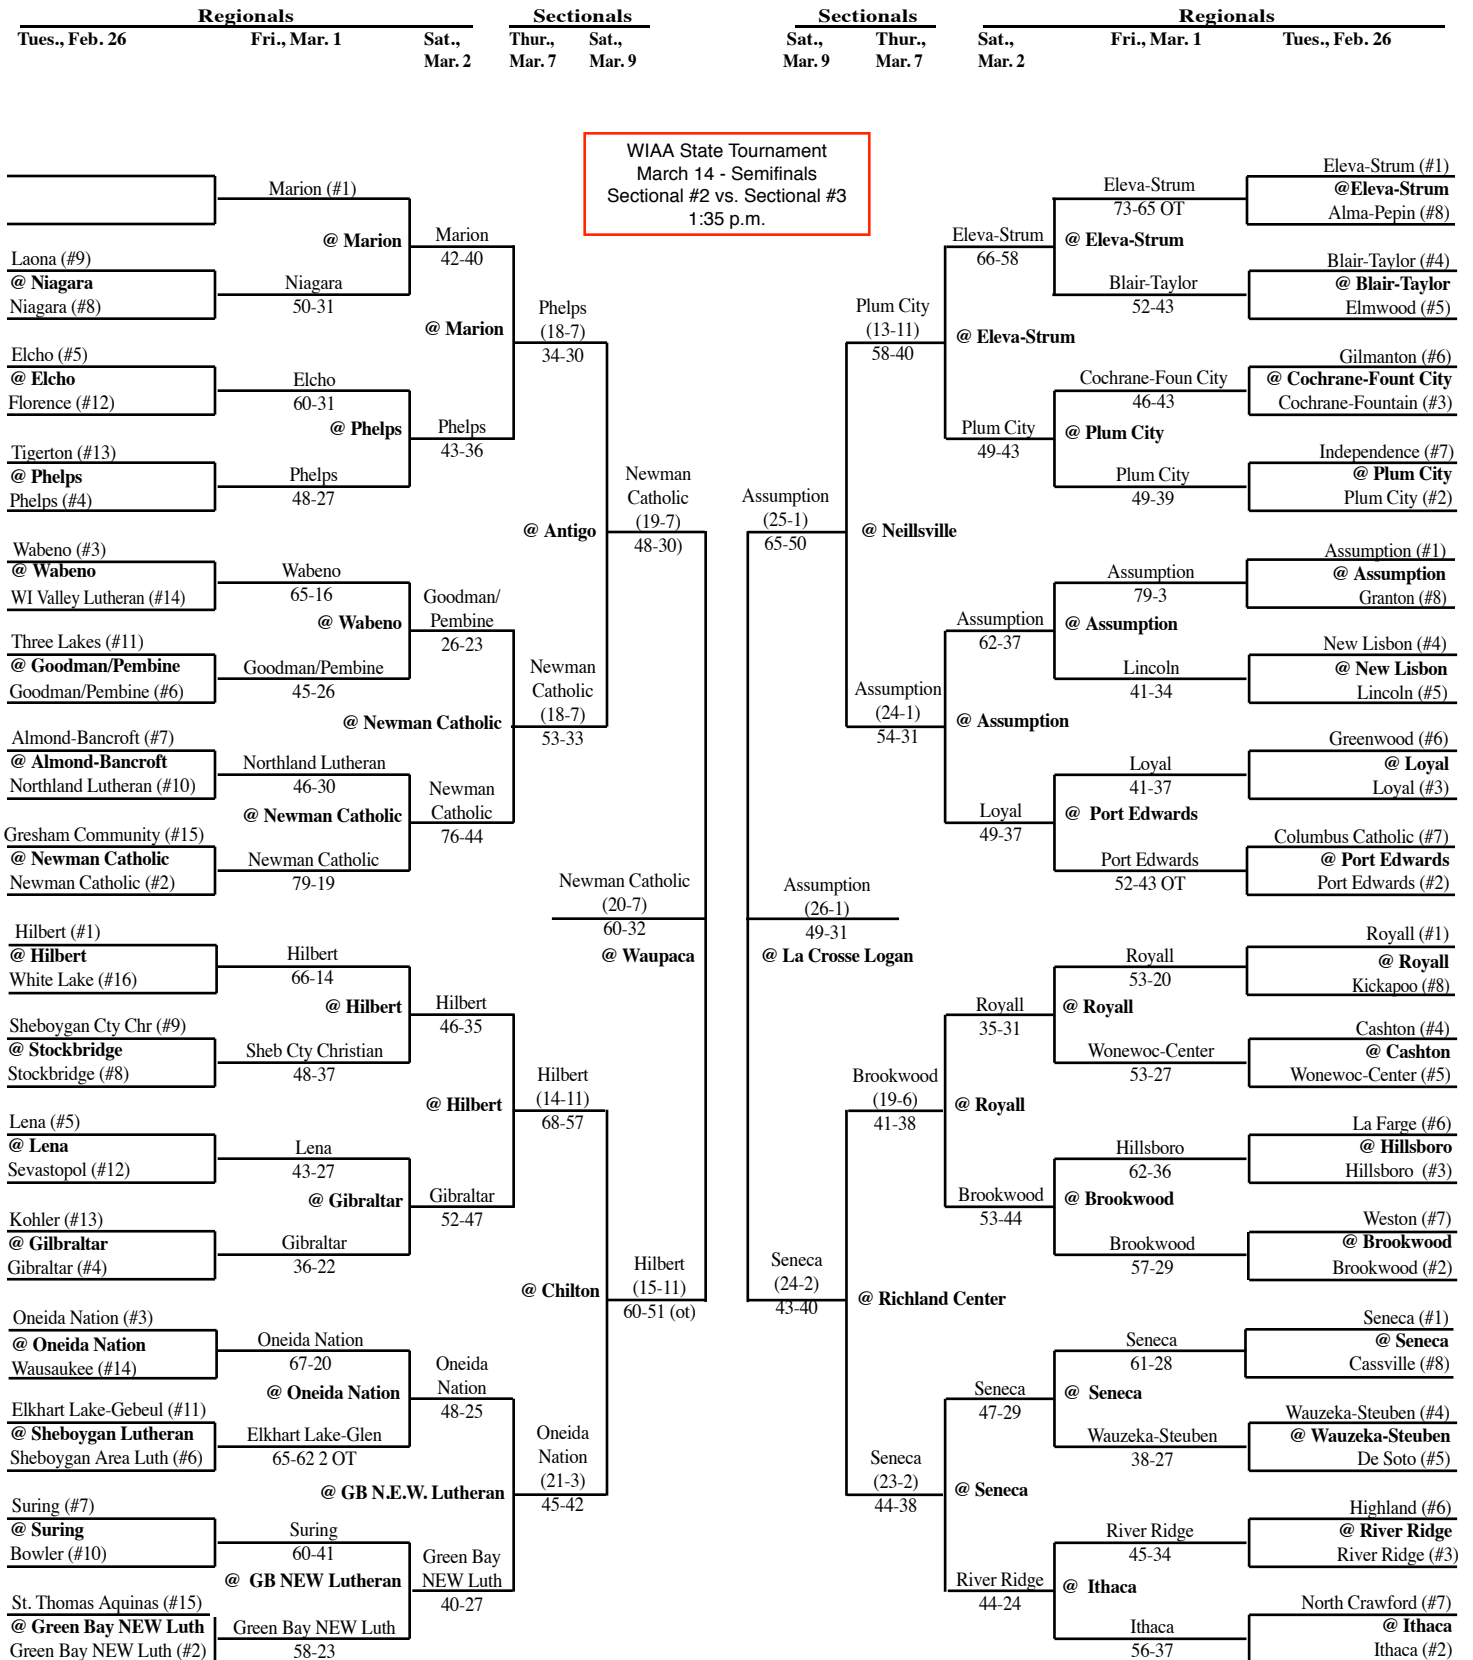 Regionals
Sectionals
Sectionals
Regionals
Tues., Feb. 26
Fri., Mar. 1
Sat.,
Mar. 2
Thur.,
Mar. 7
Sat.,
Mar. 9
Sat.,
Mar. 9
Thur.,
Mar. 7
Sat.,
Mar. 2
Fri., Mar. 1
Tues., Feb. 26
WIAA State Tournament
March 14 - Semifinals
Sectional #2 vs. Sectional #3
1:35 p.m.
Laona (#9)
@ Niagara
Niagara (#8)
Elcho (#5)
@ Elcho
Florence (#12)
Tigerton (#13)
@ Phelps
Phelps (#4)
Wabeno (#3)
@ Wabeno
WI Valley Lutheran (#14)
Three Lakes (#11)
@ Goodman/Pembine
Goodman/Pembine (#6)
Almond-Bancroft (#7)
@ Almond-Bancroft
Northland Lutheran (#10)
Gresham Community (#15)
@ Newman Catholic
Newman Catholic (#2)
Hilbert (#1)
@ Hilbert
White Lake (#16)
Sheboygan Cty Chr (#9)
@ Stockbridge
Stockbridge (#8)
Lena (#5)
@ Lena
Sevastopol (#12)
Kohler (#13)
@ Gilbraltar
Gibraltar (#4)
Oneida Nation (#3)
@ Oneida Nation
Wausaukee (#14)
Elkhart Lake-Gebeul (#11)
@ Sheboygan Lutheran
Sheboygan Area Luth (#6)
Suring (#7)
@ Suring
Bowler (#10)
St. Thomas Aquinas (#15)
@ Green Bay NEW Luth
Green Bay NEW Luth (#2)
Marion (#1)
@ Marion
Niagara
50-31
Elcho
60-31
@ Phelps
Phelps
48-27
Wabeno
65-16
@ Wabeno
Goodman/Pembine
45-26
Northland Lutheran
46-30
@ Newman Catholic
Newman Catholic
79-19
Hilbert
66-14
@ Hilbert
Sheb Cty Christian
48-37
Lena
43-27
@ Gibraltar
Gibraltar
36-22
Oneida Nation
67-20
@ Oneida Nation
Elkhart Lake-Glen
65-62 2 OT
Suring
60-41
@ GB NEW Lutheran
Green Bay NEW Luth
58-23
Marion
42-40
@ Marion
Phelps
43-36
Goodman/
Pembine
26-23
@ Newman Catholic
Newman
Catholic
76-44
Hilbert
46-35
@ Hilbert
Gibraltar
52-47
Oneida
Nation
48-25
@ GB N.E.W. Lutheran
Green Bay
NEW Luth
40-27
Phelps
(18-7)
34-30
@ Antigo
Newman
Catholic
(18-7)
53-33
Hilbert
(14-11)
68-57
@ Chilton
Oneida
Nation
(21-3)
45-42
Newman
Catholic
(19-7)
48-30)
Newman Catholic
(20-7)
60-32
@ Waupaca
Hilbert
(15-11)
60-51 (ot)
Assumption
(25-1)
65-50
Assumption
(26-1)
49-31
@ La Crosse Logan
Seneca
(24-2)
43-40
Plum City
(13-11)
58-40
@ Neillsville
Assumption
(24-1)
54-31
Brookwood
(19-6)
41-38
@ Richland Center
Seneca
(23-2)
44-38
Eleva-Strum
66-58
@ Eleva-Strum
Plum City
49-43
Assumption
62-37
@ Assumption
Loyal
49-37
Royall
35-31
@ Royall
Brookwood
53-44
Seneca
47-29
@ Seneca
River Ridge
44-24
Eleva-Strum
73-65 OT
@ Eleva-Strum
Blair-Taylor
52-43
Cochrane-Foun City
46-43
@ Plum City
Plum City
49-39
Assumption
79-3
@ Assumption
Lincoln
41-34
Loyal
41-37
@ Port Edwards
Port Edwards
52-43 OT
Royall
53-20
@ Royall
Wonewoc-Center
53-27
Hillsboro
62-36
@ Brookwood
Brookwood
57-29
Seneca
61-28
@ Seneca
Wauzeka-Steuben
38-27
River Ridge
45-34
@ Ithaca
Ithaca
56-37
Eleva-Strum (#1)
@Eleva-Strum
Alma-Pepin (#8)
Blair-Taylor (#4)
@ Blair-Taylor
Elmwood (#5)
Gilmanton (#6)
@ Cochrane-Fount City
Cochrane-Fountain (#3)
Independence (#7)
@ Plum City
Plum City (#2)
Assumption (#1)
@ Assumption
Granton (#8)
New Lisbon (#4)
@ New Lisbon
Lincoln (#5)
Greenwood (#6)
@ Loyal
Loyal (#3)
Columbus Catholic (#7)
@ Port Edwards
Port Edwards (#2)
Royall (#1)
@ Royall
Kickapoo (#8)
Cashton (#4)
@ Cashton
Wonewoc-Center (#5)
La Farge (#6)
@ Hillsboro
Hillsboro (#3)
Weston (#7)
@ Brookwood
Brookwood (#2)
Seneca (#1)
@ Seneca
Cassville (#8)
Wauzeka-Steuben (#4)
@ Wauzeka-Steuben
De Soto (#5)
Highland (#6)
@ River Ridge
River Ridge (#3)
North Crawford (#7)
@ Ithaca
Ithaca (#2)